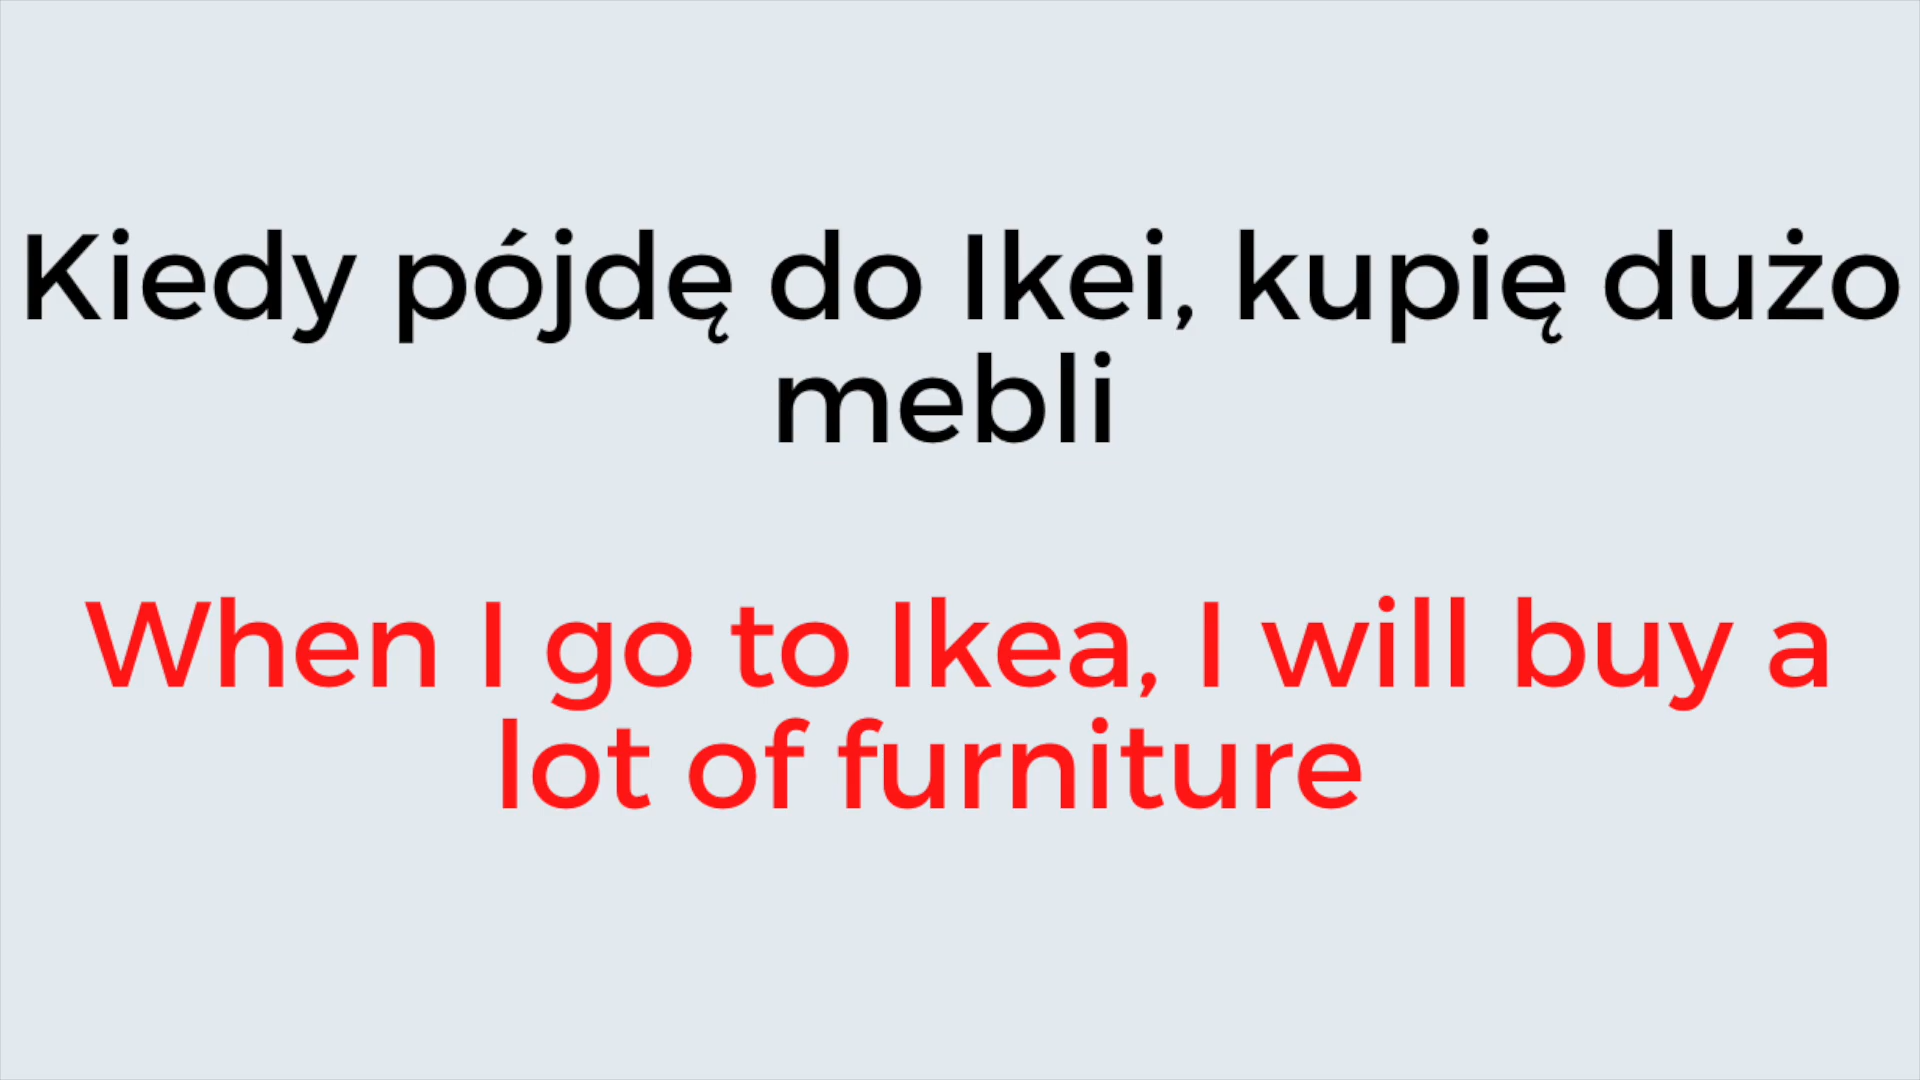 Kiedy pójdę do Ikei, kupię dużo
mebli
When I go to Ikea, I will buy a
lot of furniture